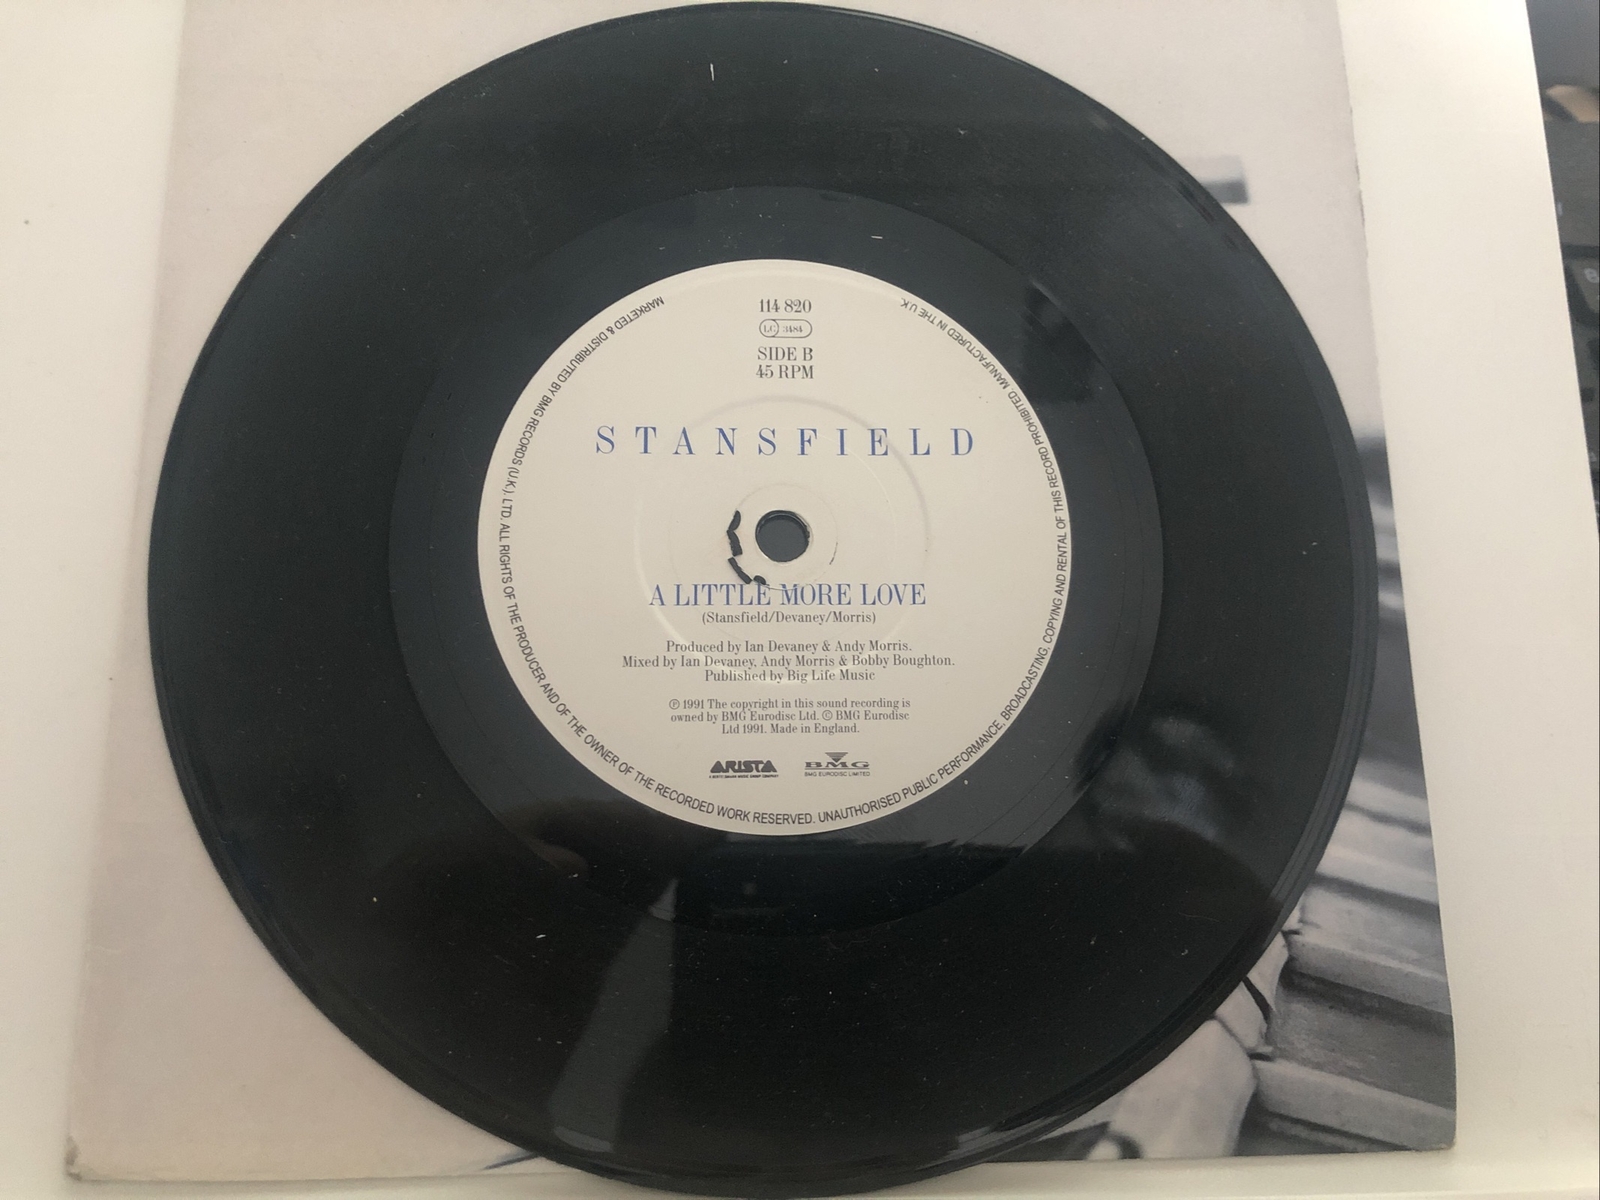 114 820
LC 3484
SIDE B
45 RPM
STANSFIELD
A LITTLE MORE LOVE
(Stansfield/Devaney/Morris)
Produced by Ian Devaney & Andy Morris.
Mixed by Ian Devaney, Andy Morris & Bobby Boughton.
Published by Big Life Music
℗ 1991 The copyright in this sound recording is
owned by BMG Eurodisc Ltd. © BMG Eurodisc
Ltd 1991. Made in England.
ARISTA
A BERTELSMANN MUSIC GROUP COMPANY
BMG
BMG EURODISC LIMITED
MARKETED & DISTRIBUTED BY BMG RECORDS (U.K.), LTD. ALL RIGHTS OF THE PRODUCER AND OF THE OWNER OF THE RECORDED WORK RESERVED. UNAUTHORISED PUBLIC PERFORMANCE, BROADCASTING, COPYING AND RENTAL OF THIS RECORD PROHIBITED. MANUFACTURED IN THE U.K.